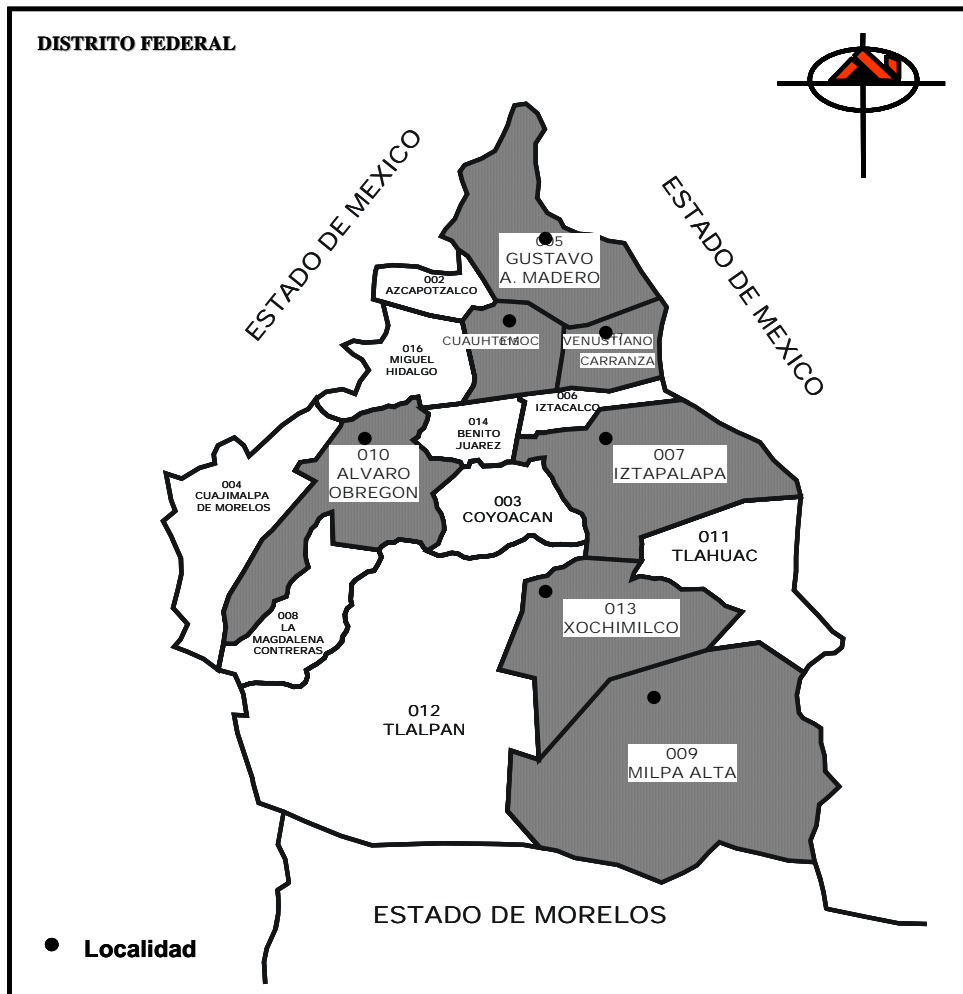 DISTRITO FEDERAL
ESTADO DE MEXICO
ESTADO DE MEXICO
005
GUSTAVO
A. MADERO
002
AZCAPOTZALCO
CUAUHTEMOC
VENUSTIANO
CARRANZA
016
MIGUEL
HIDALGO
006
IZTACALCO
014
BENITO
JUAREZ
010
ALVARO
OBREGON
007
IZTAPALAPA
004
CUAJIMALPA
DE MORELOS
003
COYOACAN
011
TLAHUAC
008
LA
MAGDALENA
CONTRERAS
013
XOCHIMILCO
012
TLALPAN
009
MILPA ALTA
ESTADO DE MORELOS
Localidad